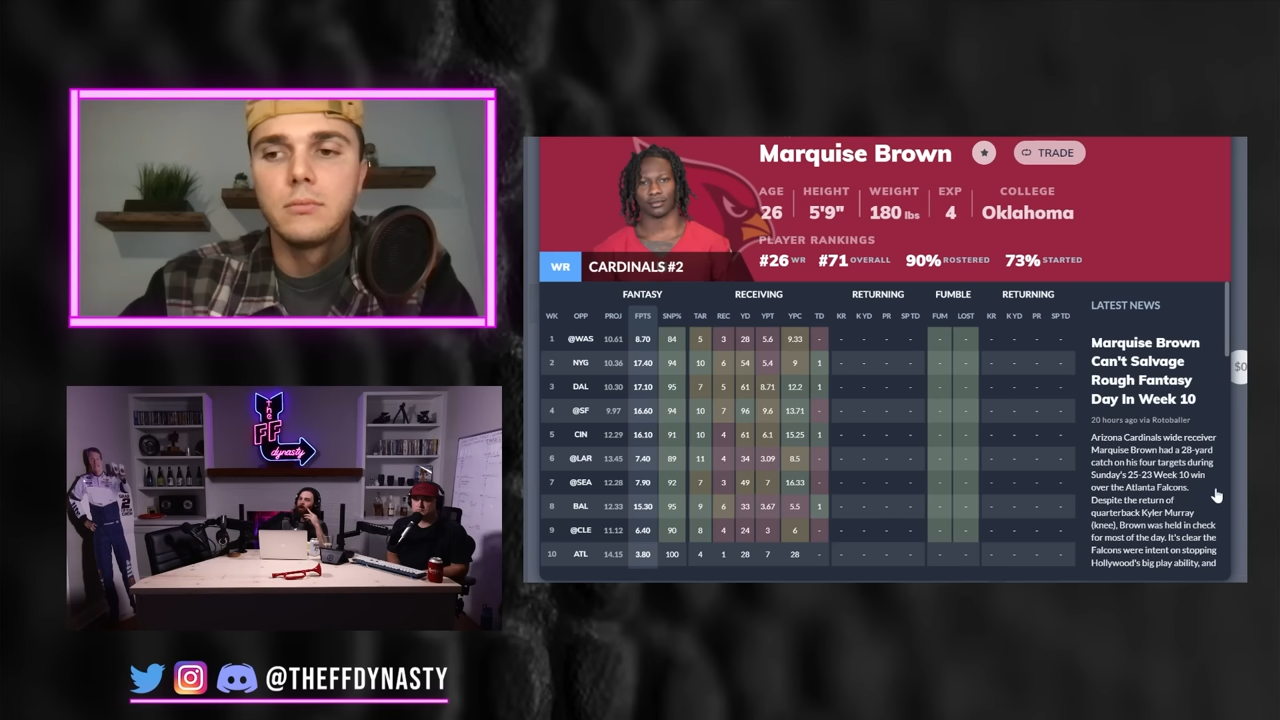 Marquise Brown
TRADE
AGE HEIGHT WEIGHT EXP COLLEGE
26 5'9" 180 lbs 4 Oklahoma
PLAYER RANKINGS
#26 WR #71 OVERALL 90% ROSTERED 73% STARTED
WR CARDINALS #2
FANTASY RECEIVING RETURNING FUMBLE RETURNING
WK OPP PROJ FPTS SNP% TAR REC YD YPT YPC TD KR K YD PR SP TD FUM LOST KR K YD PR SP TD
1 @WAS 10.61 8.70 84 5 3 28 5.6 9.33 - - - - - - - - - - -
2 NYG 10.36 17.40 94 10 6 54 5.4 9 1 - - - - - - - - - -
3 DAL 10.30 17.10 95 7 5 61 8.71 12.2 1 - - - - - - - - - -
4 @SF 9.97 16.60 94 10 7 96 9.6 13.71 - - - - - - - - - - -
5 CIN 12.29 16.10 91 10 4 61 6.1 15.25 1 - - - - - - - - - -
6 @LAR 13.45 7.40 89 11 4 34 3.09 8.5 - - - - - - - - - - -
7 @SEA 12.28 7.90 92 7 3 49 7 16.33 - - - - - - - - - - -
8 BAL 12.33 15.30 95 9 6 33 3.67 5.5 1 - - - - - - - - - -
9 @CLE 11.12 6.40 90 8 4 24 3 6 - - - - - - - - - - -
10 ATL 14.15 3.80 100 4 1 28 7 28 - - - - - - - - - - -
LATEST NEWS
Marquise Brown
Can't Salvage
Rough Fantasy
Day In Week 10
20 hours ago via Rotoballer
Arizona Cardinals wide receiver
Marquise Brown had a 28-yard
catch on his four targets during
Sunday's 25-23 Week 10 win
over the Atlanta Falcons.
Despite the return of
quarterback Kyler Murray
(knee), Brown was held in check
for most of the day. It's clear the
Falcons were intent on stopping
Hollywood's big play ability, and
$0
the
FF
dynasty
@THEFFDYNASTY